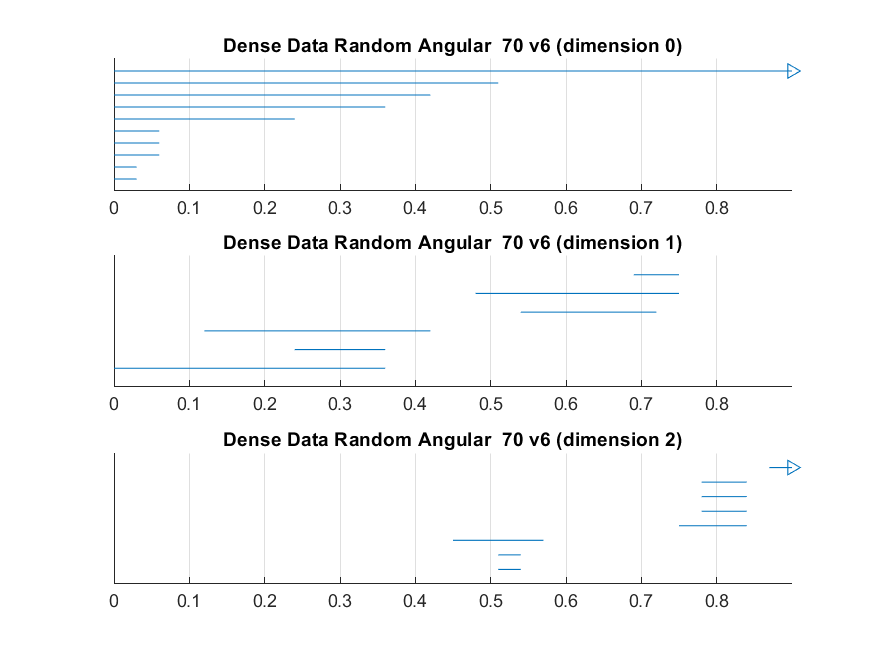 Dense Data Random Angular  70 v6 (dimension 0)
0 0.1 0.2 0.3 0.4 0.5 0.6 0.7 0.8
Dense Data Random Angular  70 v6 (dimension 1)
0 0.1 0.2 0.3 0.4 0.5 0.6 0.7 0.8
Dense Data Random Angular  70 v6 (dimension 2)
0 0.1 0.2 0.3 0.4 0.5 0.6 0.7 0.8